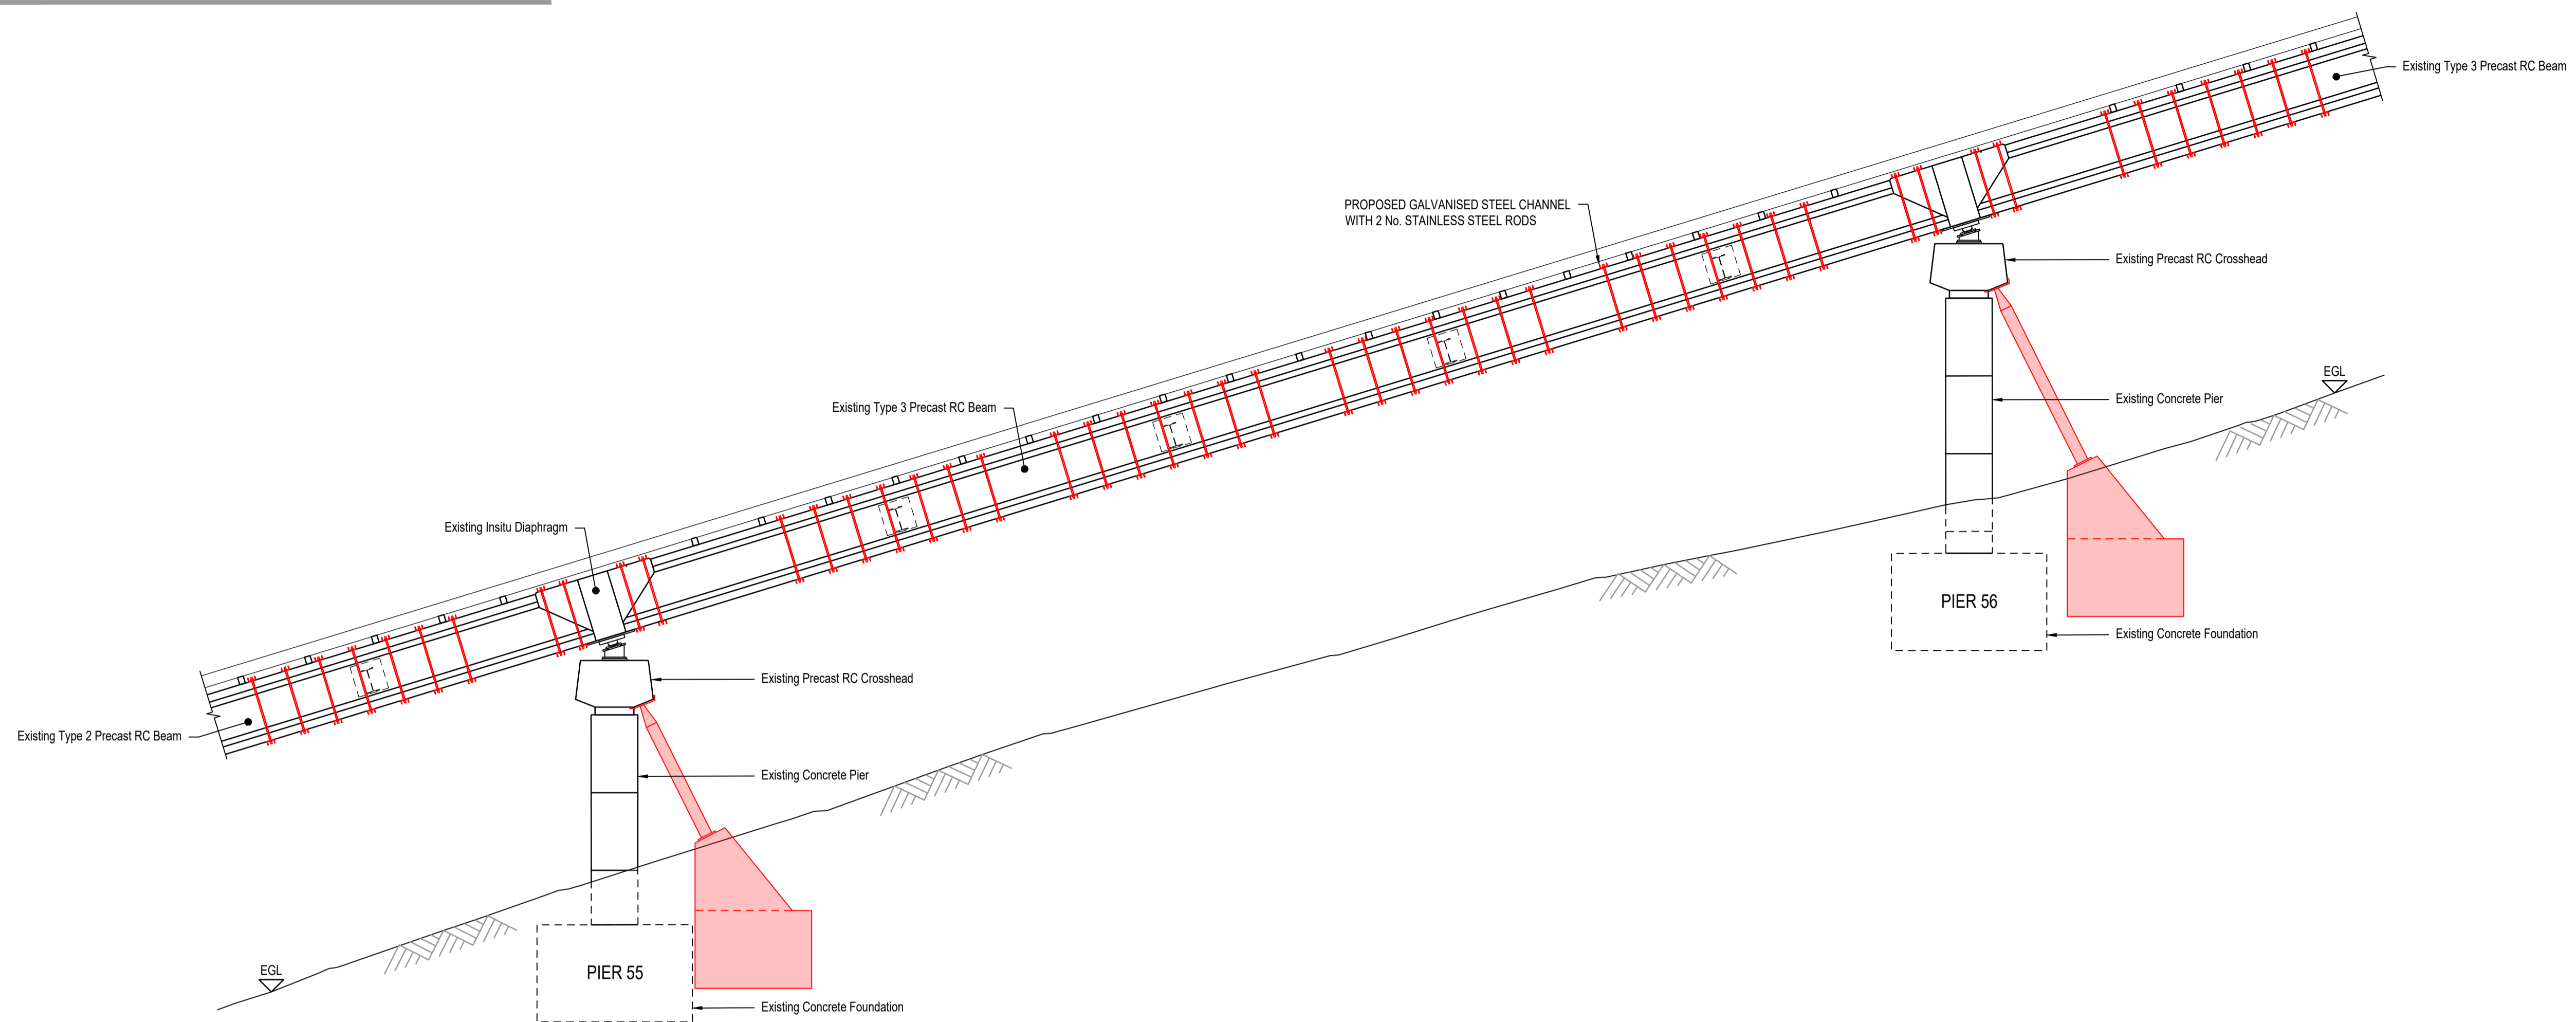 Existing Type 3 Precast RC Beam
PROPOSED GALVANISED STEEL CHANNEL
WITH 2 No. STAINLESS STEEL RODS
Existing Precast RC Crosshead
EGL
Existing Concrete Pier
Existing Type 3 Precast RC Beam
Existing Insitu Diaphragm
PIER 56
Existing Concrete Foundation
Existing Precast RC Crosshead
Existing Type 2 Precast RC Beam
Existing Concrete Pier
EGL
PIER 55
Existing Concrete Foundation